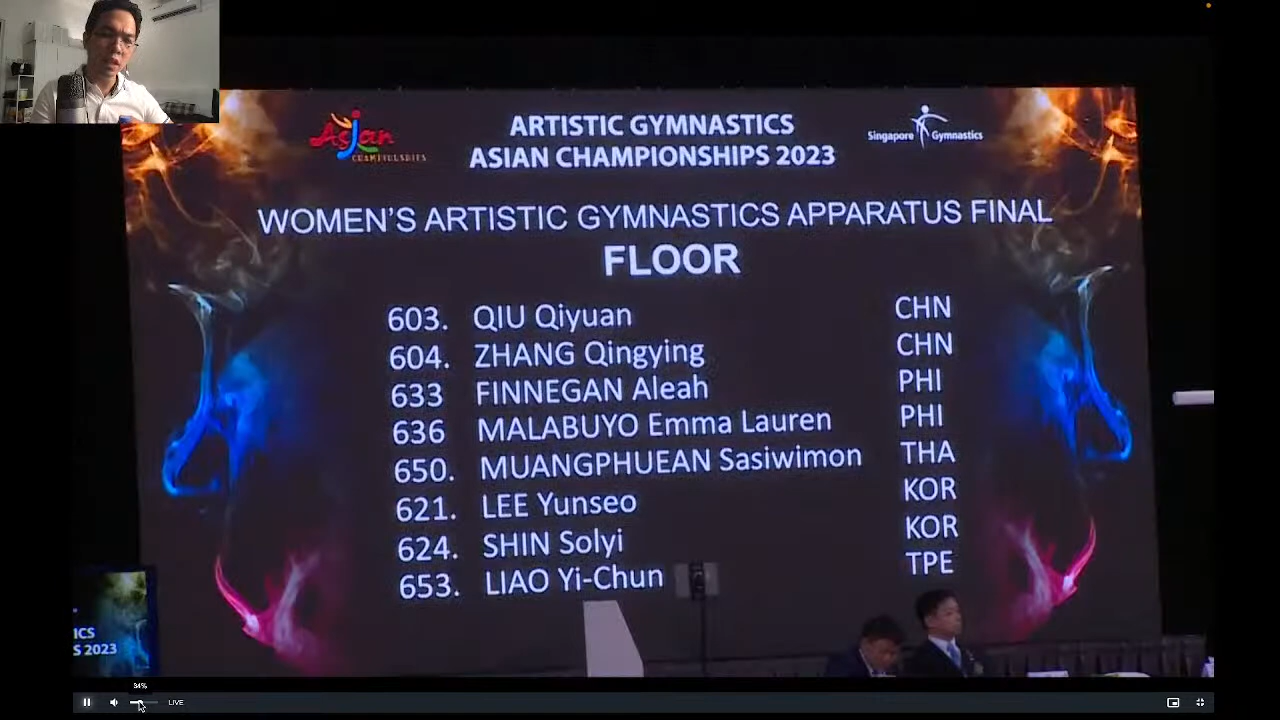 Asian
CHAMPIONSHIPS
ARTISTIC GYMNASTICS
ASIAN CHAMPIONSHIPS 2023
Singapore Gymnastics
WOMEN'S ARTISTIC GYMNASTICS APPARATUS FINAL
FLOOR
603. QIU Qiyuan CHN
604. ZHANG Qingying CHN
633 FINNEGAN Aleah PHI
636 MALABUYO Emma Lauren PHI
650. MUANGPHUEAN Sasiwimon THA
621. LEE Yunseo KOR
624. SHIN Solyi KOR
653. LIAO Yi-Chun TPE
ICS
S 2023
34%
LIVE